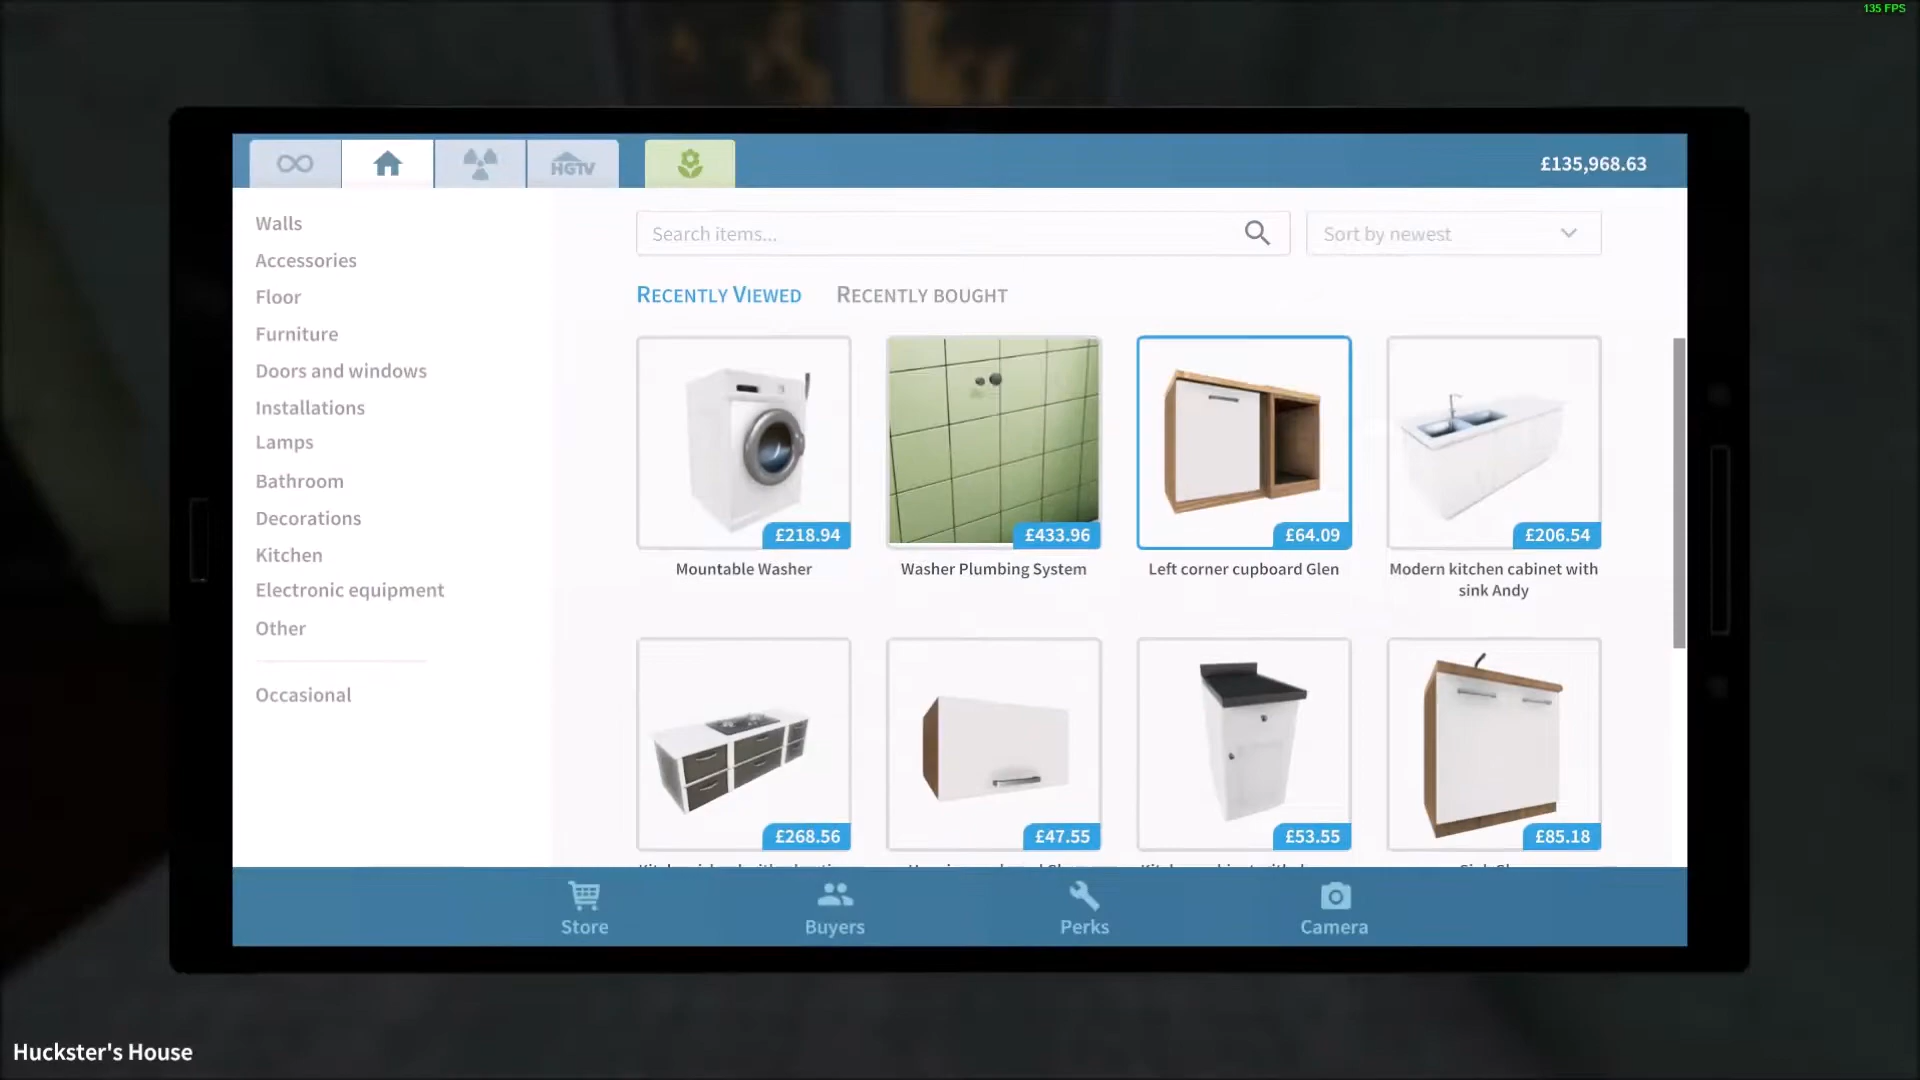 135 FPS
HGTV
£135,968.63
Walls
Accessories
Floor
Furniture
Doors and windows
Installations
Lamps
Bathroom
Decorations
Kitchen
Electronic equipment
Other
Occasional
Search items...
Sort by newest
RECENTLY VIEWED
RECENTLY BOUGHT
£218.94
Mountable Washer
£433.96
Washer Plumbing System
£64.09
Left corner cupboard Glen
£206.54
Modern kitchen cabinet with
sink Andy
£268.56
£47.55
£53.55
£85.18
Store
Buyers
Perks
Camera
Huckster's House